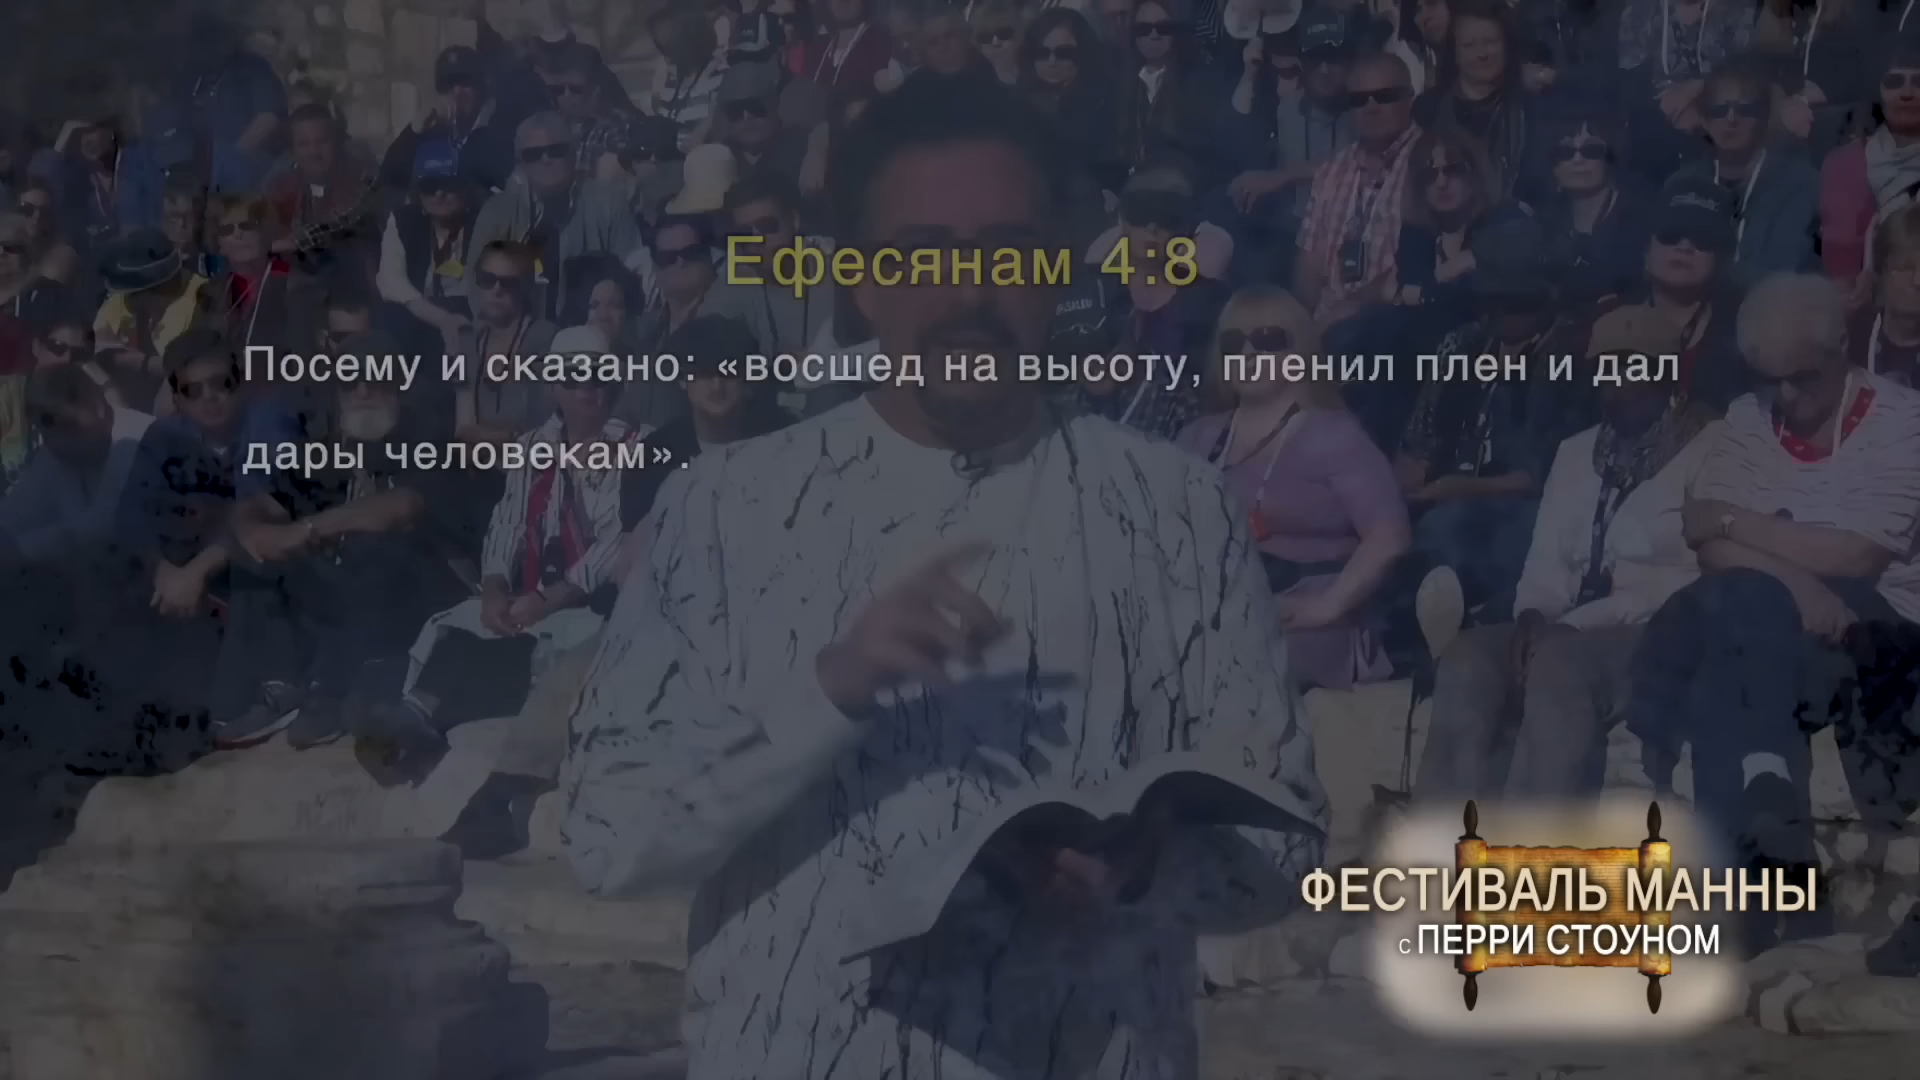 Ефесянам 4:8
Посему и сказано: «восшед на высоту, пленил плен и дал
дары человекам».
ФЕСТИВАЛЬ МАННЫ
с ПЕРРИ СТОУНОМ